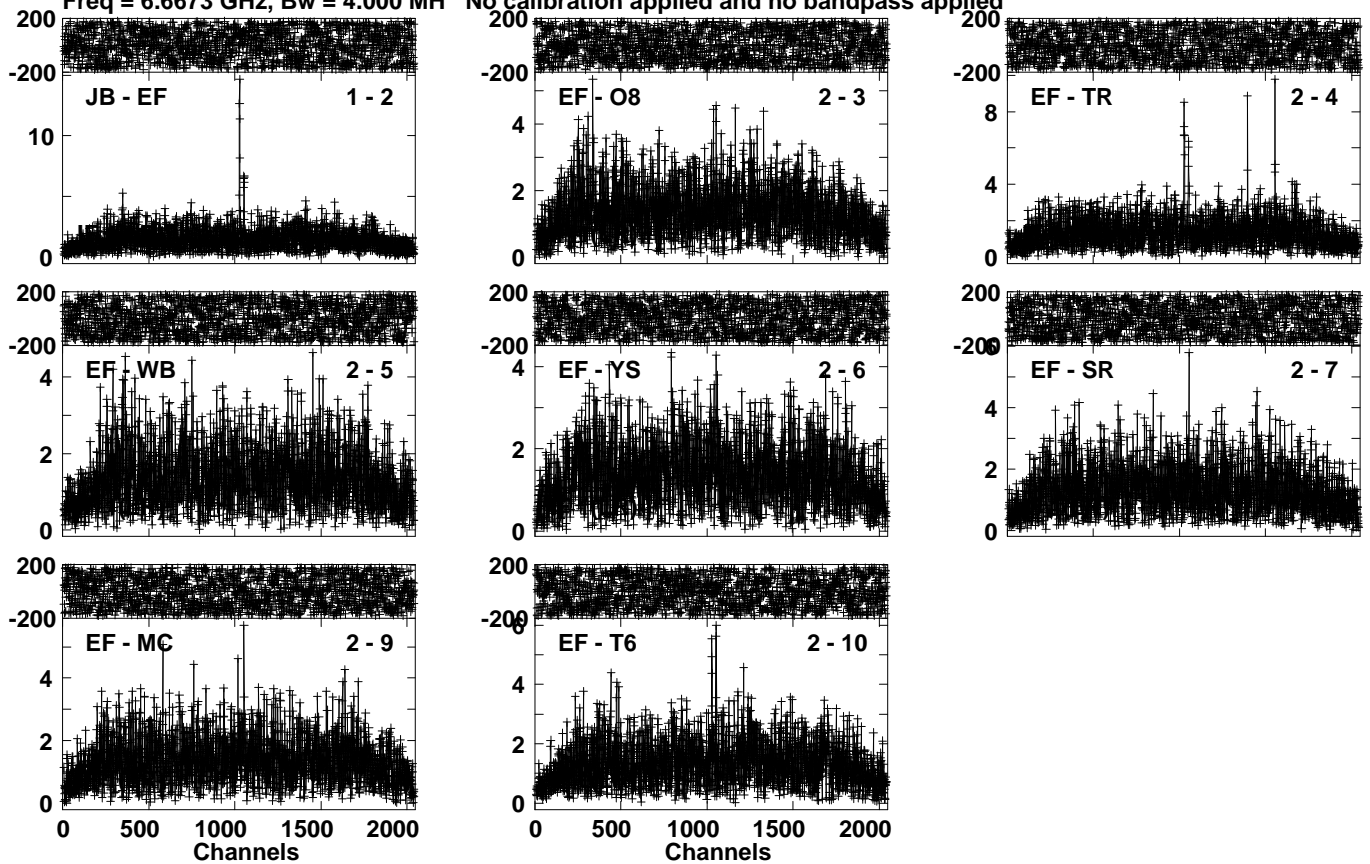 Freq = 6.6673 GHz, Bw = 4.000 MH No calibration applied and no bandpass applied
200 200 200
-200 -200 -200
JB - EF 1 - 2 EF - O8 2 - 3 EF - TR 2 - 4
10 4 8
2 4
0 0 0
200 200 200
-200 -200 -200 6
EF - WB 2 - 5 EF - YS 2 - 6 EF - SR 2 - 7
4 4 4
2 2 2
0 0 0
200 200
-200 -200 6
EF - MC 2 - 9 EF - T6 2 - 10
4 4
2 2
0 0
0 500 1000 1500 2000 0 500 1000 1500 2000
Channels Channels